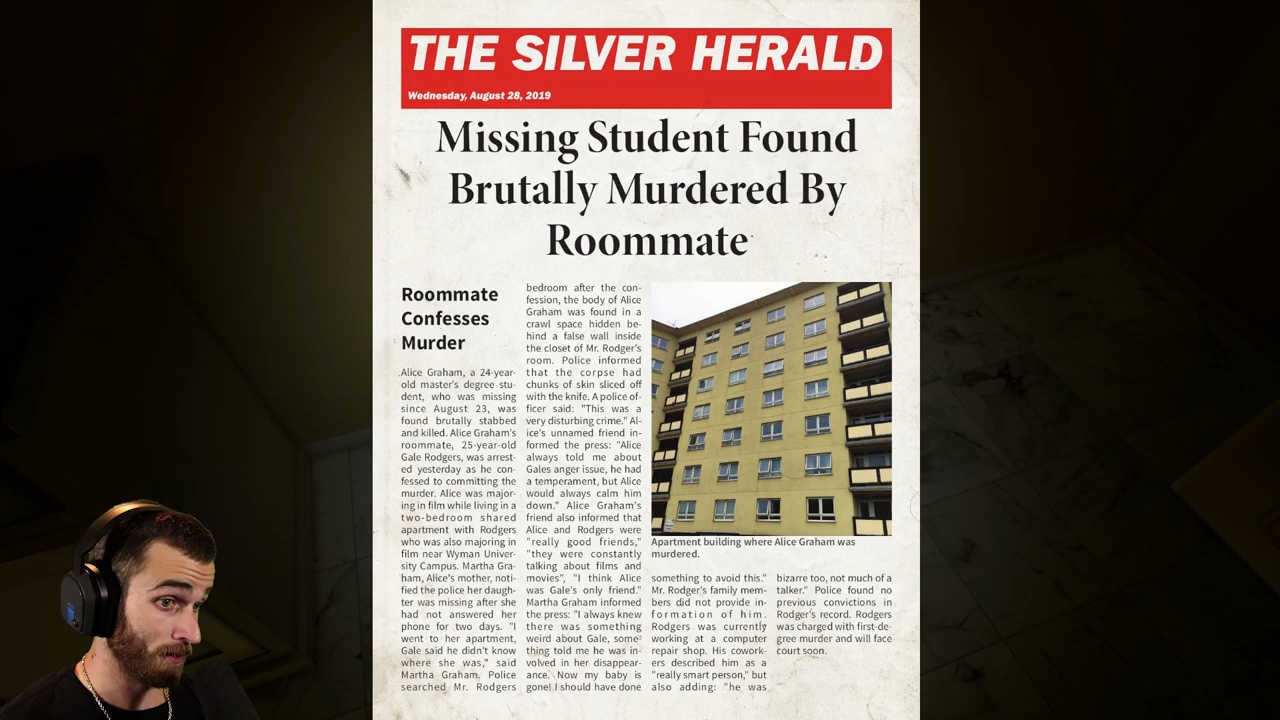 THE SILVER HERALD
Wednesday, August 28, 2019
Missing Student Found
Brutally Murdered By
Roommate
Roommate
Confesses
Murder
Alice Graham, a 24-year-
old master's degree stu-
dent, who was missing
since August 23, was
found brutally stabbed
and killed. Alice Graham's
roommate, 25-year-old
Gale Rodgers, was arrest-
ed yesterday as he con-
fessed to committing the
murder. Alice was major-
ing in film while living in a
two-bedroom shared
apartment with Rodgers
who was also majoring in
film near Wyman Univer-
sity Campus. Martha Gra-
ham, Alice's mother, noti-
fied the police her daugh-
ter was missing after she
had not answered her
phone for two days. "I
went to her apartment,
Gale said he didn't know
where she was," said
Martha Graham. Police
searched Mr. Rodgers
bedroom after the con-
fession, the body of Alice
Graham was found in a
crawl space hidden be-
hind a false wall inside
the closet of Mr. Rodger's
room. Police informed
that the corpse had
chunks of skin sliced off
with the knife. A police of-
ficer said: "This was a
very disturbing crime." Al-
ice's unnamed friend in-
formed the press: "Alice
always told me about
Gales anger issue, he had
a temperament, but Alice
would always calm him
down." Alice Graham's
friend also informed that
Alice and Rodgers were
"really good friends,"
"they were constantly
talking about films and
movies", "I think Alice
was Gale's only friend."
Martha Graham informed
the press: "I always knew
there was something
weird about Gale, some-
thing told me he was in-
volved in her disappear-
ance. Now my baby is
gone! I should have done
Apartment building where Alice Graham was
murdered.
something to avoid this."
Mr. Rodger's family mem-
bers did not provide in-
formation of him.
Rodgers was currently
working at a computer
repair shop. His cowork-
ers described him as a
"really smart person," but
also adding: "he was
bizarre too, not much of a
talker." Police found no
previous convictions in
Rodger's record. Rodgers
was charged with first-de-
gree murder and will face
court soon.